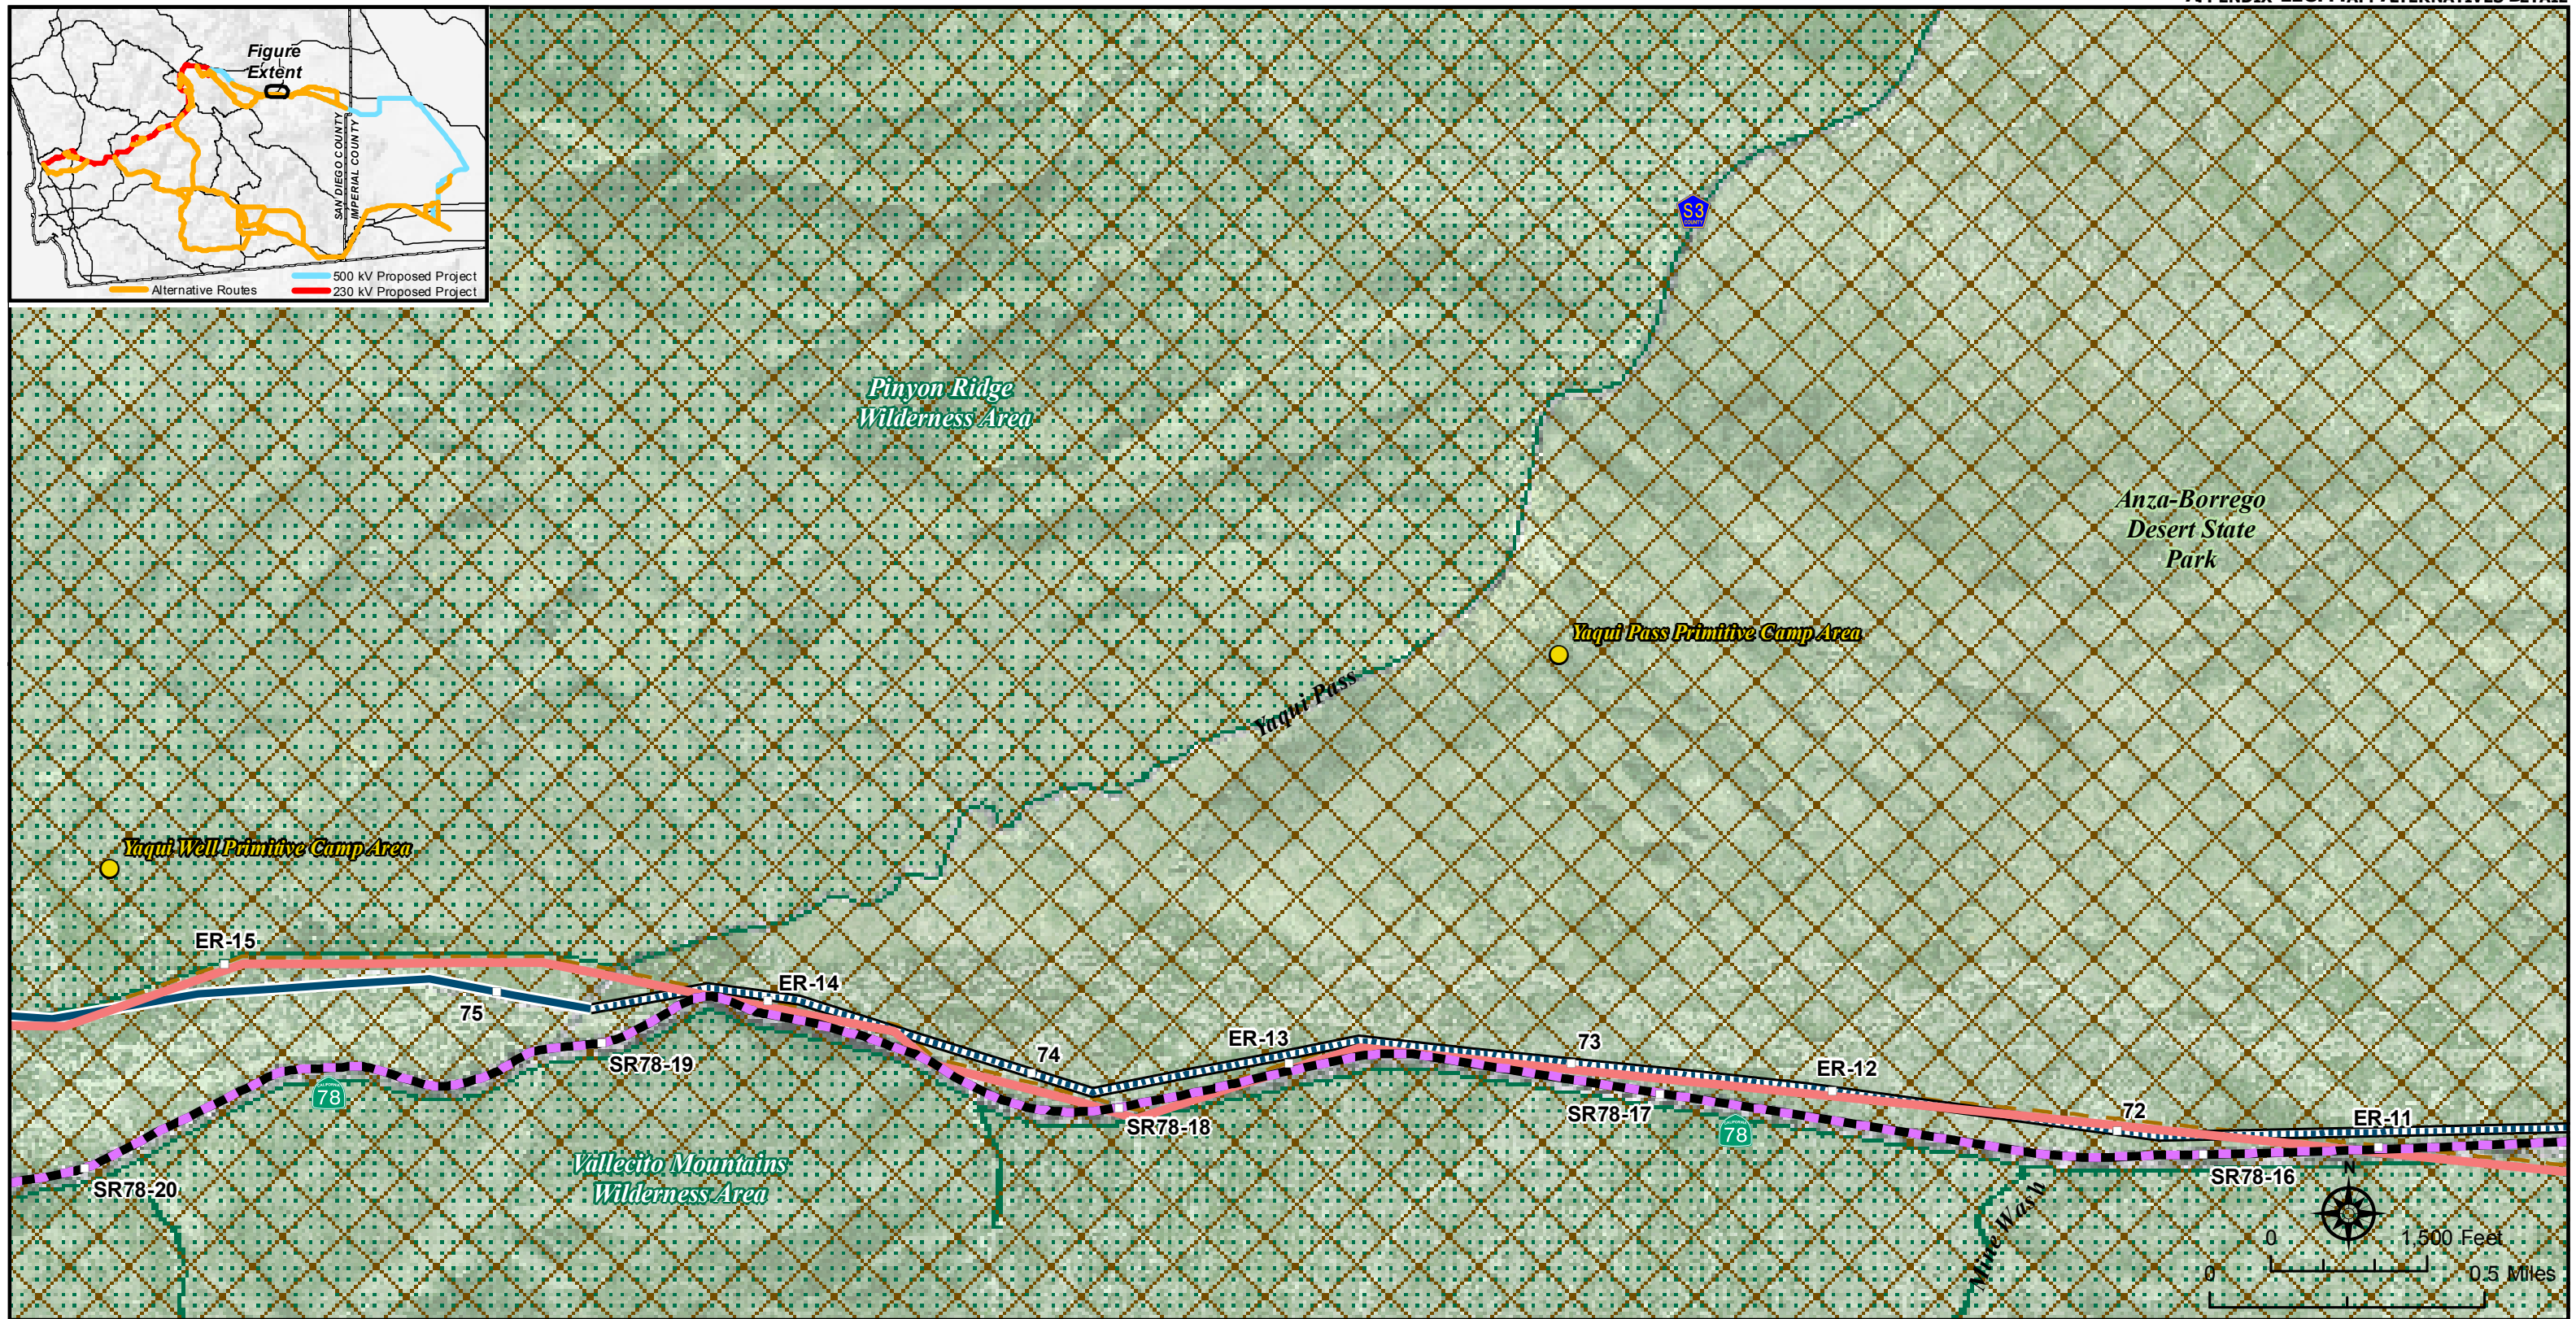 Figure
Extent
SAN DIEGO COUNTY
IMPERIAL COUNTY
500 kV Proposed Project
Alternative Routes
230 kV Proposed Project
S3
COUNTY
Pinyon Ridge
Wilderness Area
Anza-Borrego
Desert State
Park
Yaqui Pass Primitive Camp Area
Yaqui Pass
Yaqui Well Primitive Camp Area
ER-15
ER-14
75
74
ER-13
73
ER-12
72
ER-11
SR78-19
78
SR78-18
SR78-17
78
SR78-16
SR78-20
Vallecito Mountains
Wilderness Area
Mine Wash
N
0 1,500 Feet
0 0.5 Miles